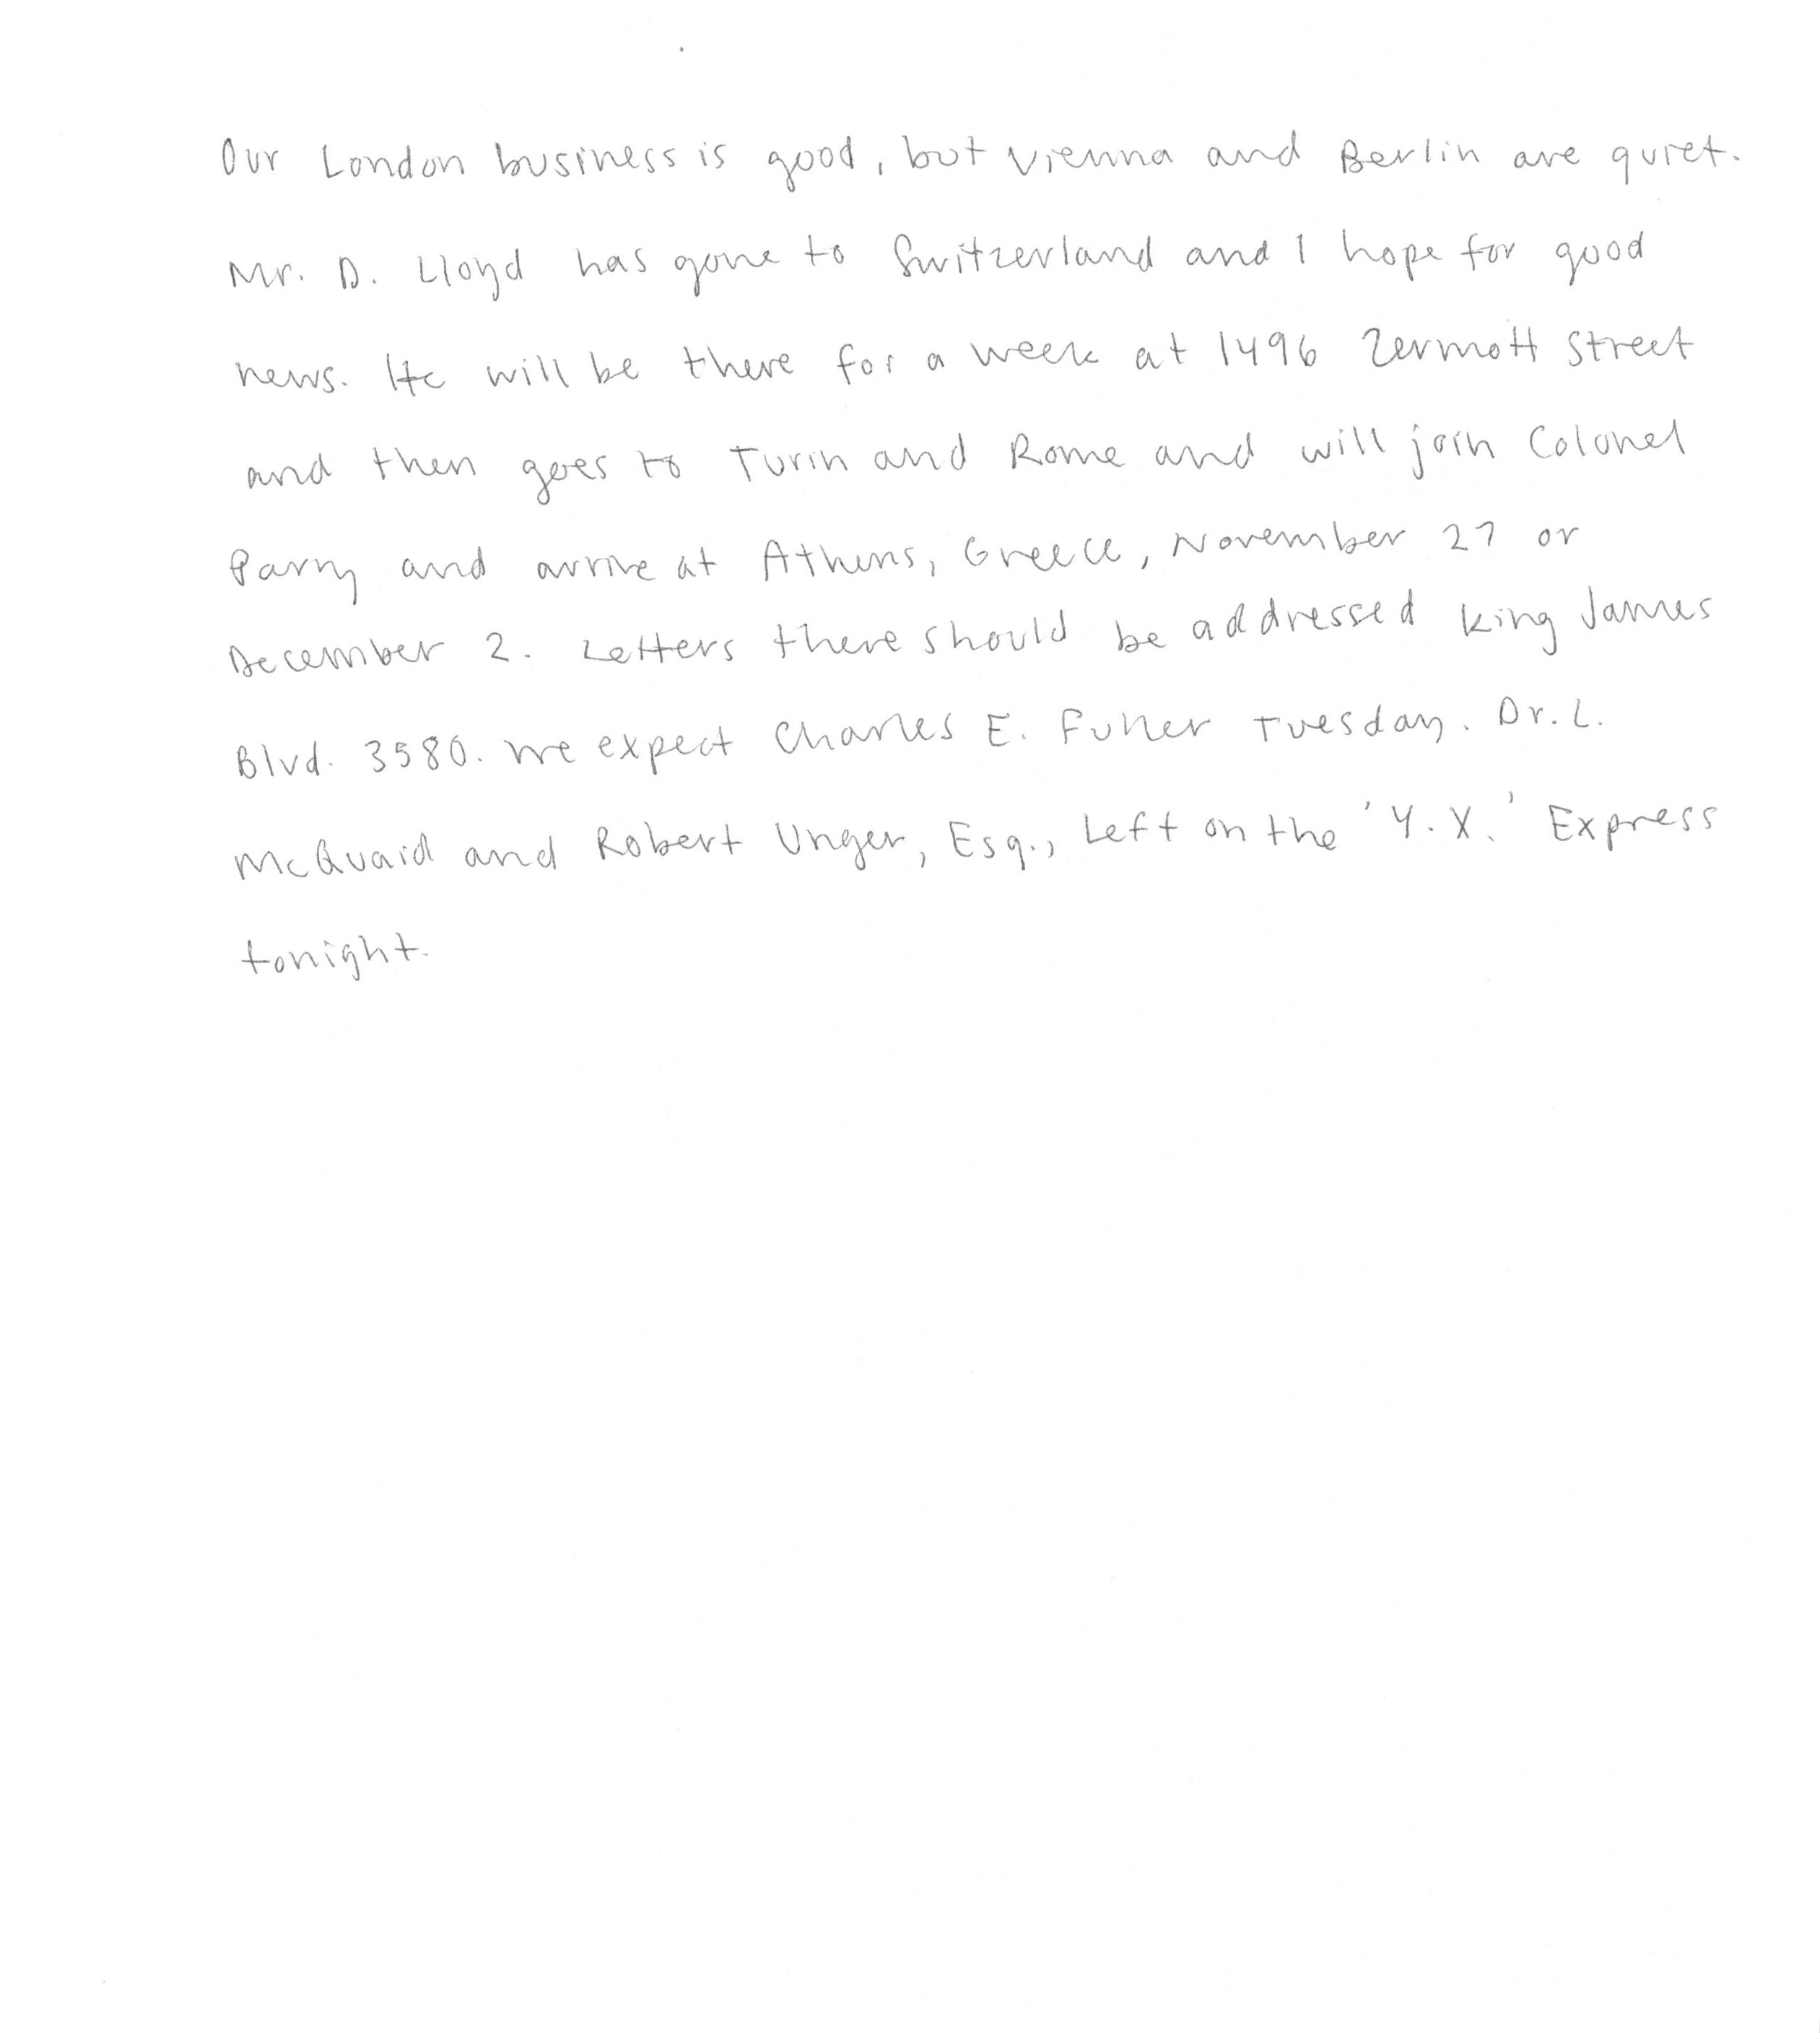 Our London business is good, but Vienna and Berlin are quiet.
Mr. D. Lloyd has gone to Switzerland and I hope for good
news. He will be there for a week at 1496 Zermott Street
and then goes to Turin and Rome and will join Colonel
Parry and arrive at Athens, Greece, November 27 or
December 2. Letters there should be addressed King James
Blvd. 3580. We expect Charles E. Fuller Tuesday. Dr. L.
McQuaid and Robert Unger, Esq., Left on the 'Y.X.' Express
tonight.